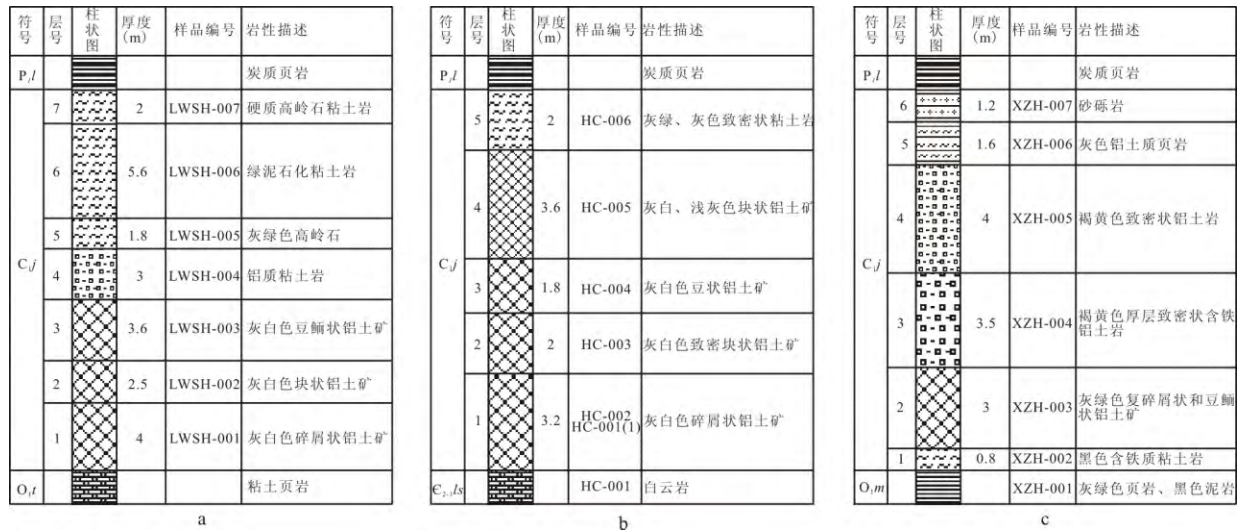 符号 层号 柱状图 厚度(m) 样品编号 岩性描述
P₁l 炭质页岩
C₁j
7 2 LWSH-007 硬质高岭石粘土岩
6 5.6 LWSH-006 绿泥石化粘土岩
5 1.8 LWSH-005 灰绿色高岭石
4 3 LWSH-004 铝质粘土岩
3 3.6 LWSH-003 灰白色豆鲕状铝土矿
2 2.5 LWSH-002 灰白色块状铝土矿
1 4 LWSH-001 灰白色碎屑状铝土矿
O₁t 粘土页岩
a
符号 层号 柱状图 厚度(m) 样品编号 岩性描述
P₁l 炭质页岩
C₁j
5 2 HC-006 灰绿、灰色致密状粘土岩
4 3.6 HC-005 灰白、浅灰色块状铝土矿
3 1.8 HC-004 灰白色豆状铝土矿
2 2 HC-003 灰白色致密块状铝土矿
1 3.2 HC-002 HC-001(1) 灰白色碎屑状铝土矿
Є₂₋₃ls HC-001 白云岩
b
符号 层号 柱状图 厚度(m) 样品编号 岩性描述
P₁l 炭质页岩
C₁j
6 1.2 XZH-007 砂砾岩
5 1.6 XZH-006 灰色铝土质页岩
4 4 XZH-005 褐黄色致密状铝土岩
3 3.5 XZH-004 褐黄色厚层致密状含铁
铝土岩
2 3 XZH-003 灰绿色复碎屑状和豆鲕
状铝土矿
1 0.8 XZH-002 黑色含铁质粘土岩
O₁m XZH-001 灰绿色页岩、黑色泥岩
c